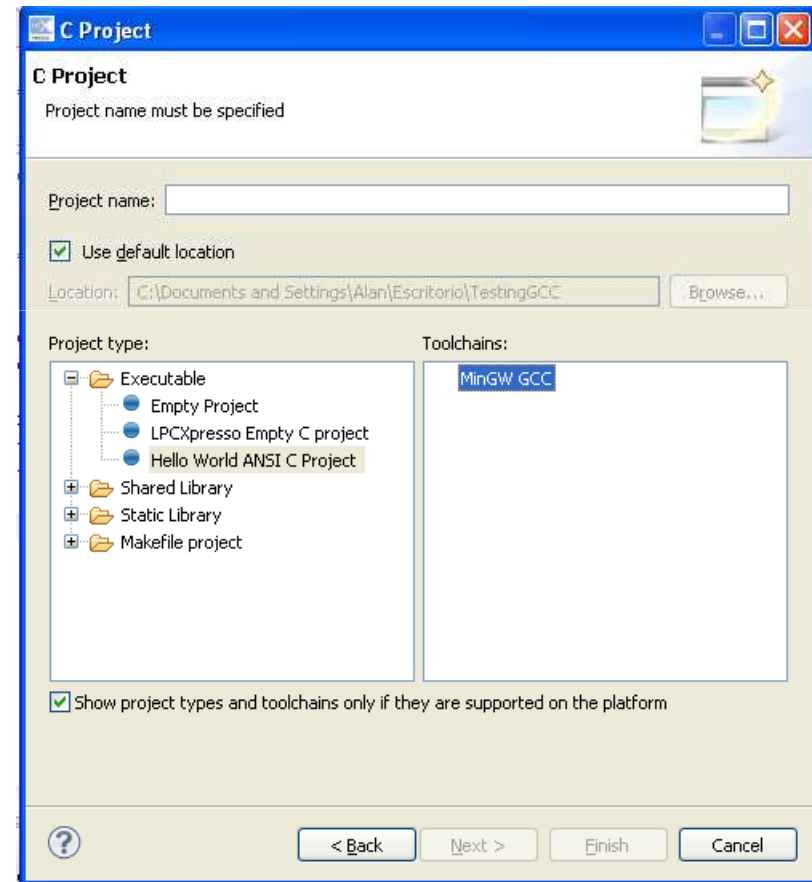 C Project
C Project
Project name must be specified
Project name:
Use default location
Location: C:\Documents and Settings\Alan\Escritorio\TestingGCC Browse...
Project type:
Executable
Empty Project
LPCXpresso Empty C project
Hello World ANSI C Project
Shared Library
Static Library
Makefile project
Toolchains:
MinGW GCC
Show project types and toolchains only if they are supported on the platform
? < Back Next > Finish Cancel